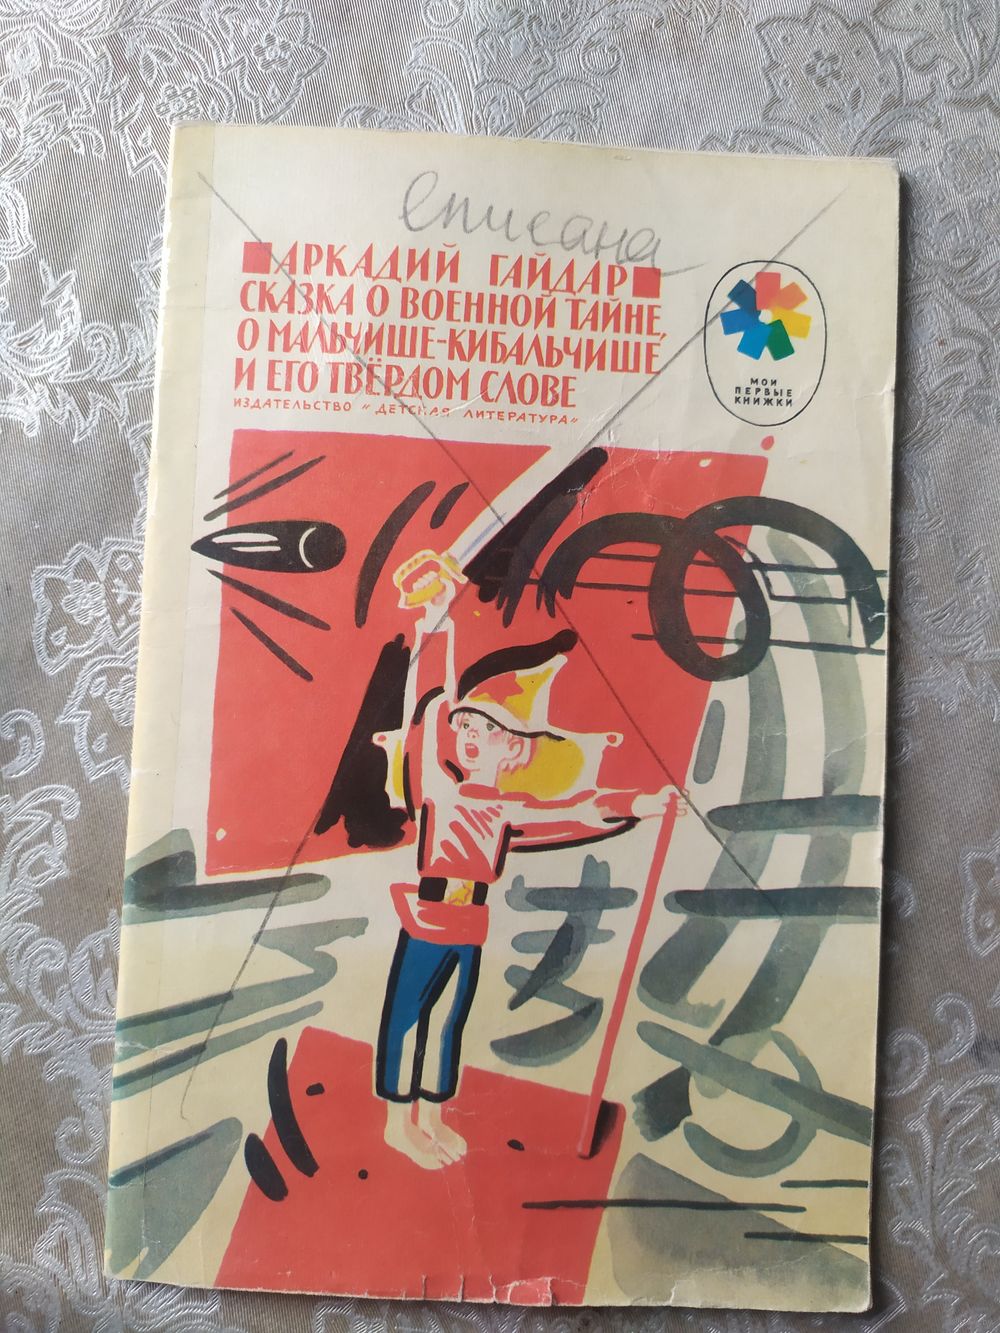 списана
АРКАДИЙ ГАЙДАР
СКАЗКА О ВОЕННОЙ ТАЙНЕ,
О МАЛЬЧИШЕ-КИБАЛЬЧИШЕ
И ЕГО ТВЁРДОМ СЛОВЕ
ИЗДАТЕЛЬСТВО "ДЕТСКАЯ ЛИТЕРАТУРА"
МОИ
ПЕРВЫЕ
КНИЖКИ